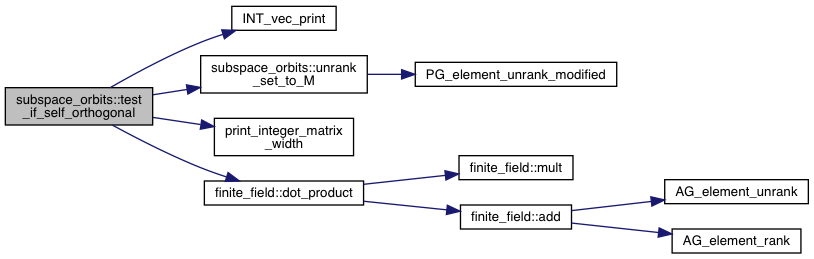 INT_vec_print
subspace_orbits::unrank
_set_to_M
PG_element_unrank_modified
subspace_orbits::test
_if_self_orthogonal
print_integer_matrix
_width
finite_field::mult
finite_field::dot_product
AG_element_unrank
finite_field::add
AG_element_rank